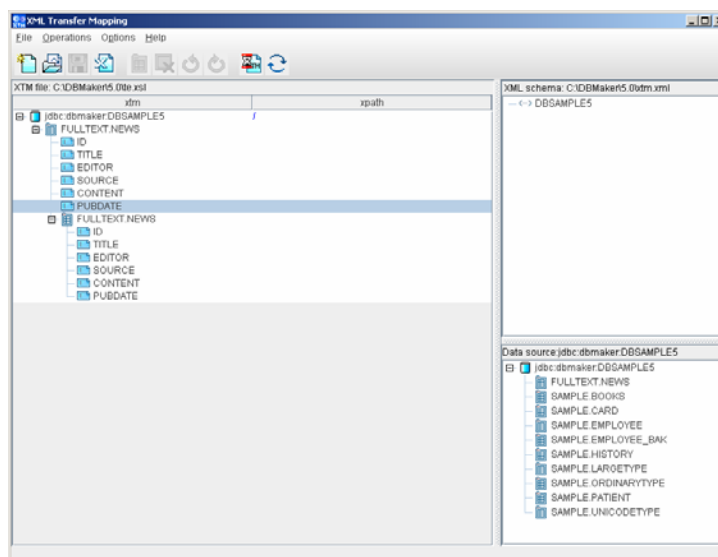 XML Transfer Mapping
File Operations Options Help
XTM file: C:\DBMaker\5.0\te.xsl
xtm xpath
jdbc:dbmaker:DBSAMPLE5 /
FULLTEXT.NEWS
ID
TITLE
EDITOR
SOURCE
CONTENT
PUBDATE
FULLTEXT.NEWS
ID
TITLE
EDITOR
SOURCE
CONTENT
PUBDATE
XML schema: C:\DBMaker\5.0\xtm.xml
DBSAMPLE5
Data source:jdbc:dbmaker:DBSAMPLE5
jdbc:dbmaker:DBSAMPLE5
FULLTEXT.NEWS
SAMPLE.BOOKS
SAMPLE.CARD
SAMPLE.EMPLOYEE
SAMPLE.EMPLOYEE_BAK
SAMPLE.HISTORY
SAMPLE.LARGETYPE
SAMPLE.ORDINARYTYPE
SAMPLE.PATIENT
SAMPLE.UNICODETYPE